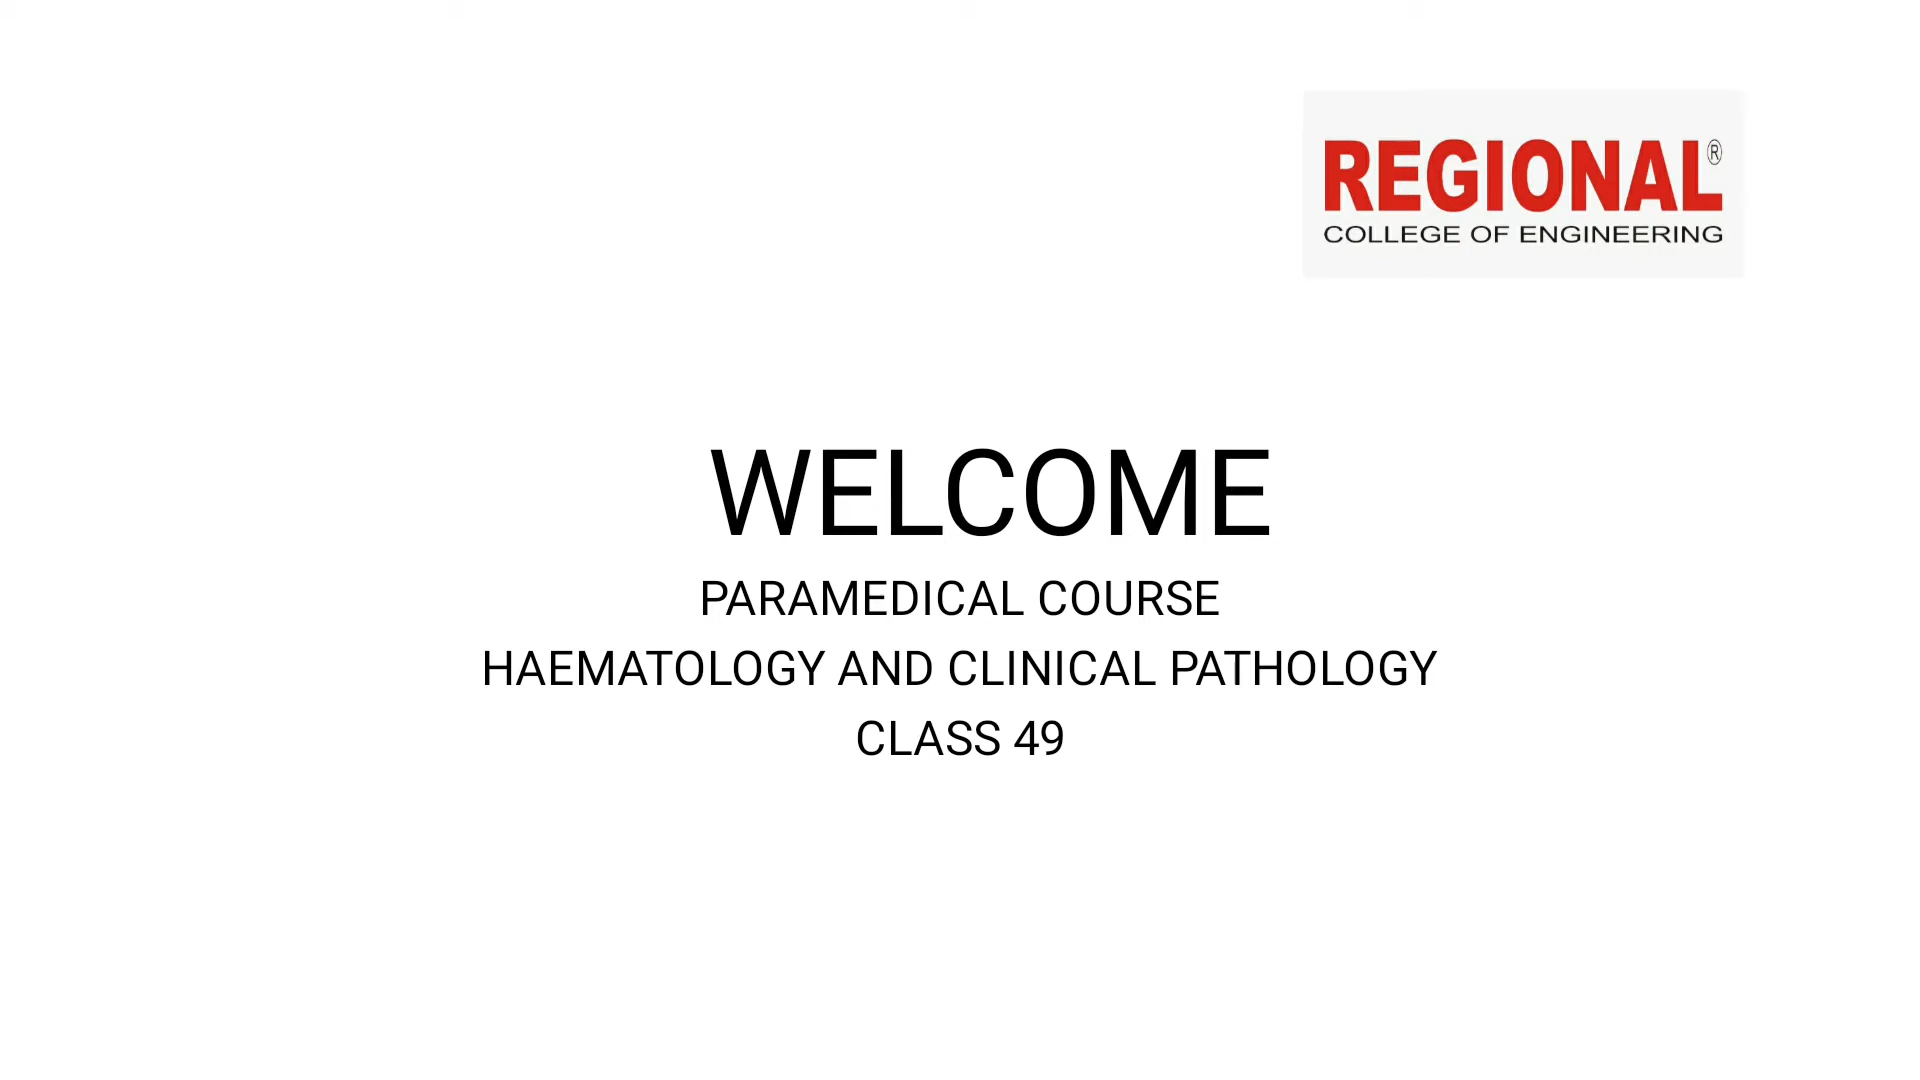 REGIONAL®
COLLEGE OF ENGINEERING
WELCOME
PARAMEDICAL COURSE
HAEMATOLOGY AND CLINICAL PATHOLOGY
CLASS 49